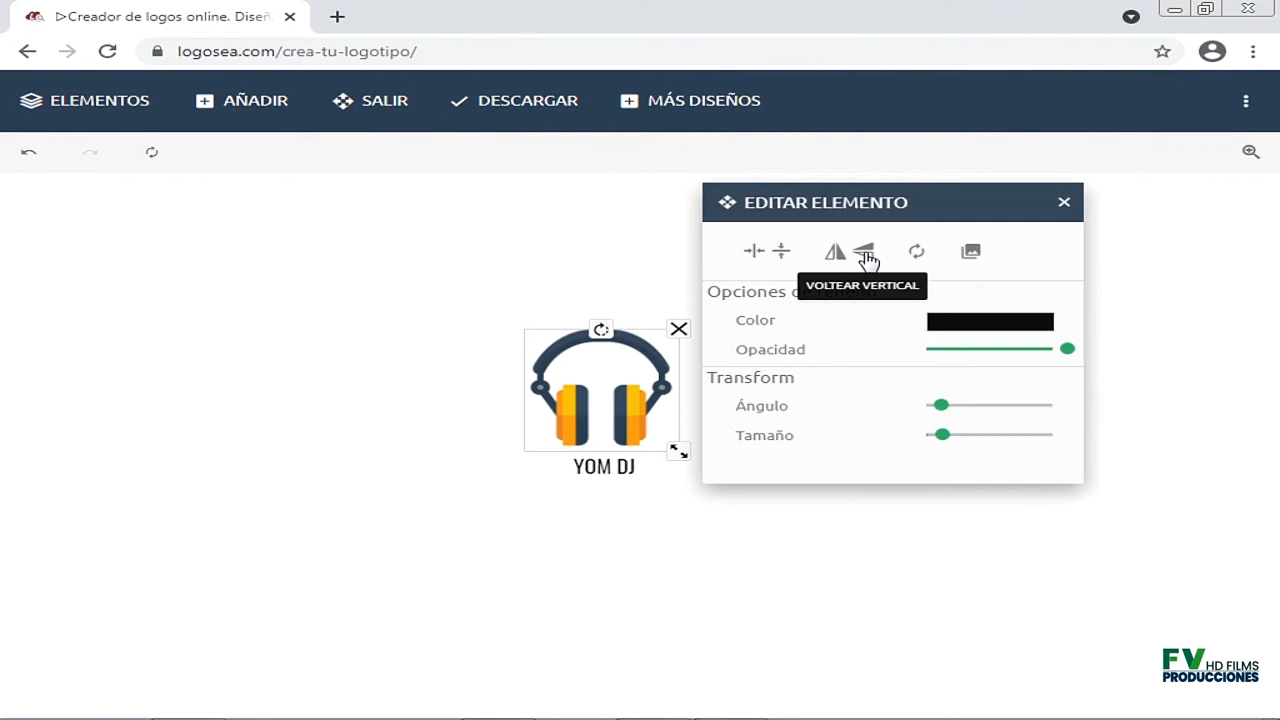 ▷Creador de logos online. Diseñ
logosea.com/crea-tu-logotipo/
ELEMENTOS
AÑADIR
SALIR
DESCARGAR
MÁS DISEÑOS
EDITAR ELEMENTO
VOLTEAR VERTICAL
Opciones de
Color
Opacidad
Transform
Ángulo
Tamaño
YOM DJ
FV HD FILMS
PRODUCCIONES